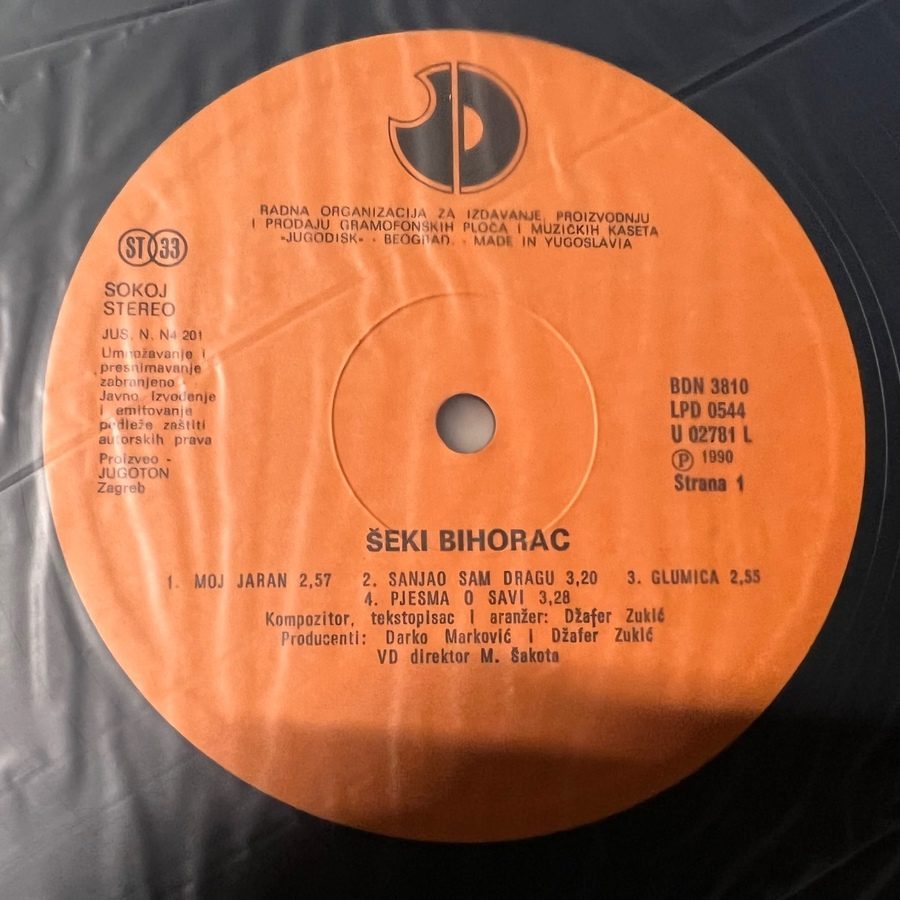 JD
RADNA ORGANIZACIJA ZA IZDAVANJE, PROIZVODNJU
I PRODAJU GRAMOFONSKIH PLOČA I MUZIČKIH KASETA
»JUGODISK« · BEOGRAD. · MADE IN YUGOSLAVIA
ST 33
SOKOJ
STEREO
JUS. N. N4 201
Umnožavanje i
presnimavanje
zabranjeno
Javno Izvođenje
i emitovanje
podleže zaštiti
autorskih prava
Proizveo -
JUGOTON
Zagreb
BDN 3810
LPD 0544
U 02781 L
Ⓟ 1990
Strana 1
ŠEKI BIHORAC
1. MOJ JARAN 2,57 2. SANJAO SAM DRAGU 3,20 3. GLUMICA 2,55
4. PJESMA O SAVI 3,28
Kompozitor, tekstopisac i aranžer: Džafer Zukić
Producenti: Darko Marković i Džafer Zukić
VD direktor M. Šakota